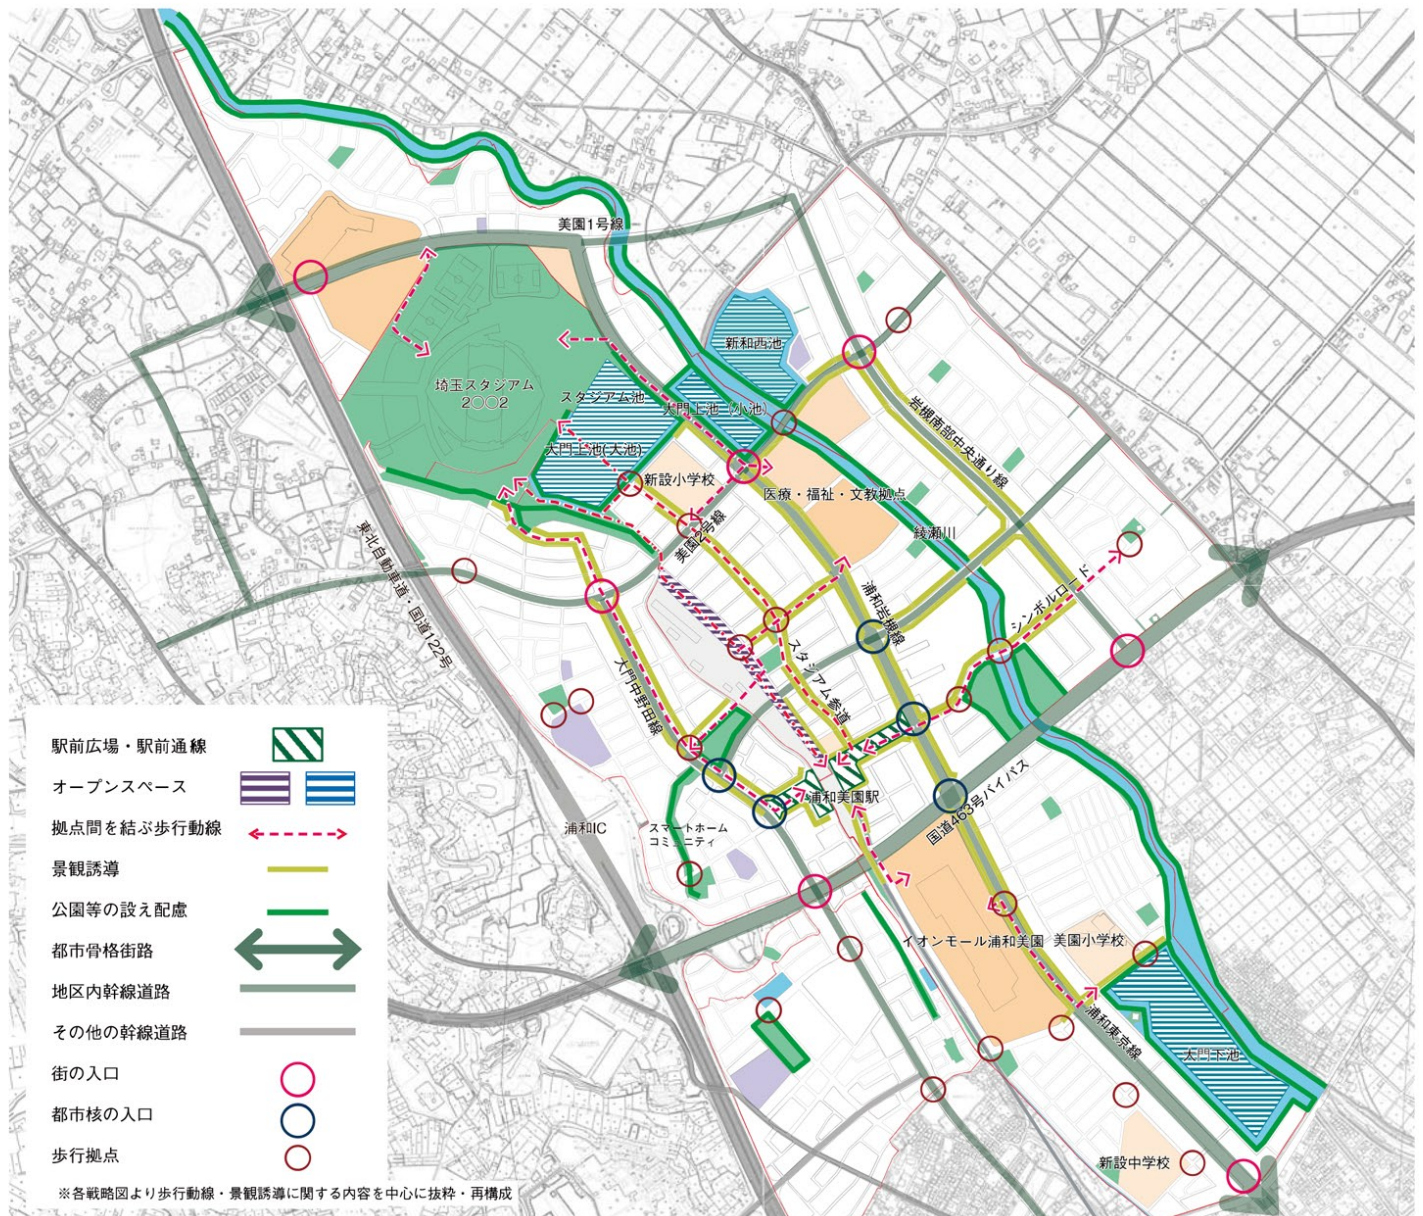 美園1号線
新和西池
埼玉スタジアム
2○○2
スタジアム池
大門上池（小池）
岩槻南部中央通り線
大門上池(大池)
新設小学校
医療・福祉・文教拠点
美園2号線
綾瀬川
東北自動車道・国道122号
浦和岩槻線
シンボルロード
大門中野田線
スタジアム参道
浦和美園駅
国道463号バイパス
浦和IC
スマートホーム
コミュニティ
イオンモール浦和美園
美園小学校
浦和東京線
大門下池
新設中学校
駅前広場・駅前通線
オープンスペース
拠点間を結ぶ歩行動線
景観誘導
公園等の設え配慮
都市骨格街路
地区内幹線道路
その他の幹線道路
街の入口
都市核の入口
歩行拠点
※各戦略図より歩行動線・景観誘導に関する内容を中心に抜粋・再構成